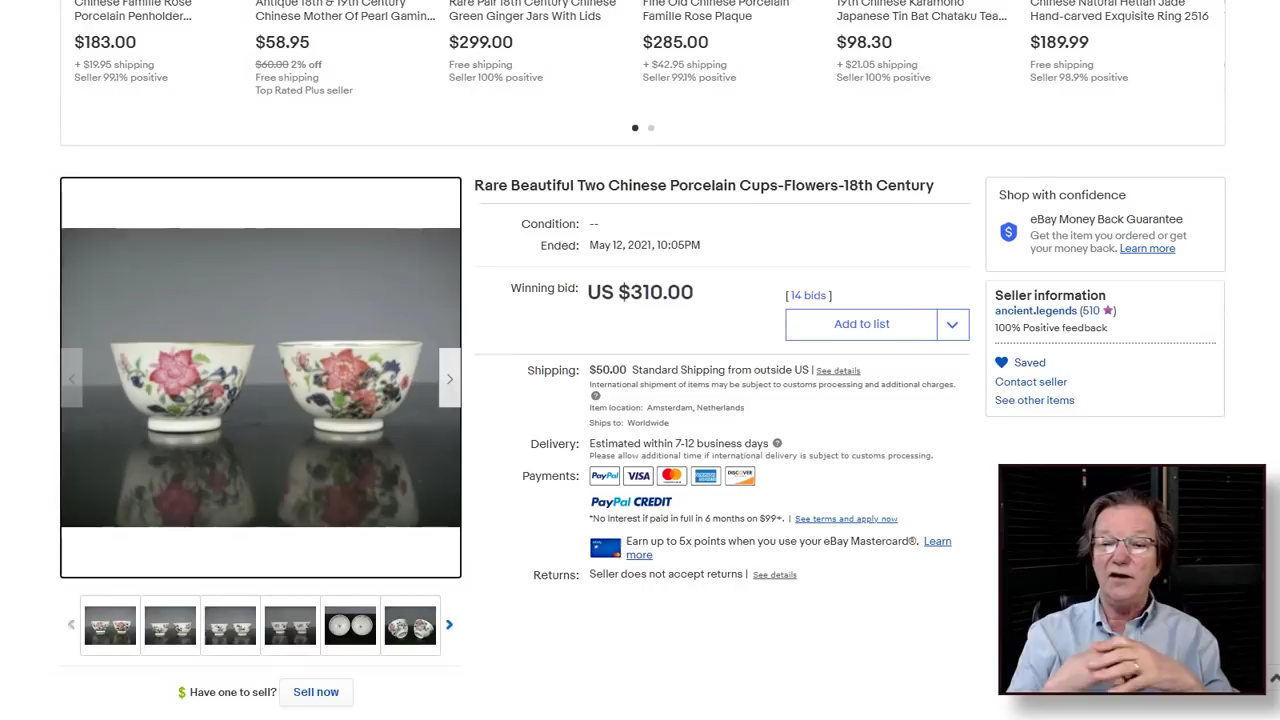 Chinese Famille Rose
Porcelain Penholder...
$183.00
+ $19.95 shipping
Seller 99.1% positive
Antique 18th & 19th Century
Chinese Mother Of Pearl Gamin...
$58.95
$60.00 2% off
Free shipping
Top Rated Plus seller
Rare Pair 18th Century Chinese
Green Ginger Jars With Lids
$299.00
Free shipping
Seller 100% positive
Fine Old Chinese Porcelain
Famille Rose Plaque
$285.00
+ $42.95 shipping
Seller 99.1% positive
19th Chinese Karamono
Japanese Tin Bat Chataku Tea...
$98.30
+ $21.05 shipping
Seller 100% positive
Chinese Natural Hetian Jade
Hand-carved Exquisite Ring 2516
$189.99
Free shipping
Seller 98.9% positive
Rare Beautiful Two Chinese Porcelain Cups-Flowers-18th Century
Condition: --
Ended: May 12, 2021, 10:05PM
Winning bid: US $310.00 [ 14 bids ]
Add to list
Shipping: $50.00 Standard Shipping from outside US | See details
International shipment of items may be subject to customs processing and additional charges.
Item location: Amsterdam, Netherlands
Ships to: Worldwide
Delivery: Estimated within 7-12 business days
Please allow additional time if international delivery is subject to customs processing.
Payments: PayPal VISA MasterCard AMERICAN EXPRESS DISCOVER
PayPal CREDIT
*No Interest if paid in full in 6 months on $99+. | See terms and apply now
Earn up to 5x points when you use your eBay Mastercard®. Learn
more
Returns: Seller does not accept returns | See details
Have one to sell? Sell now
Shop with confidence
eBay Money Back Guarantee
Get the item you ordered or get
your money back. Learn more
Seller information
ancient.legends (510 )
100% Positive feedback
Saved
Contact seller
See other items